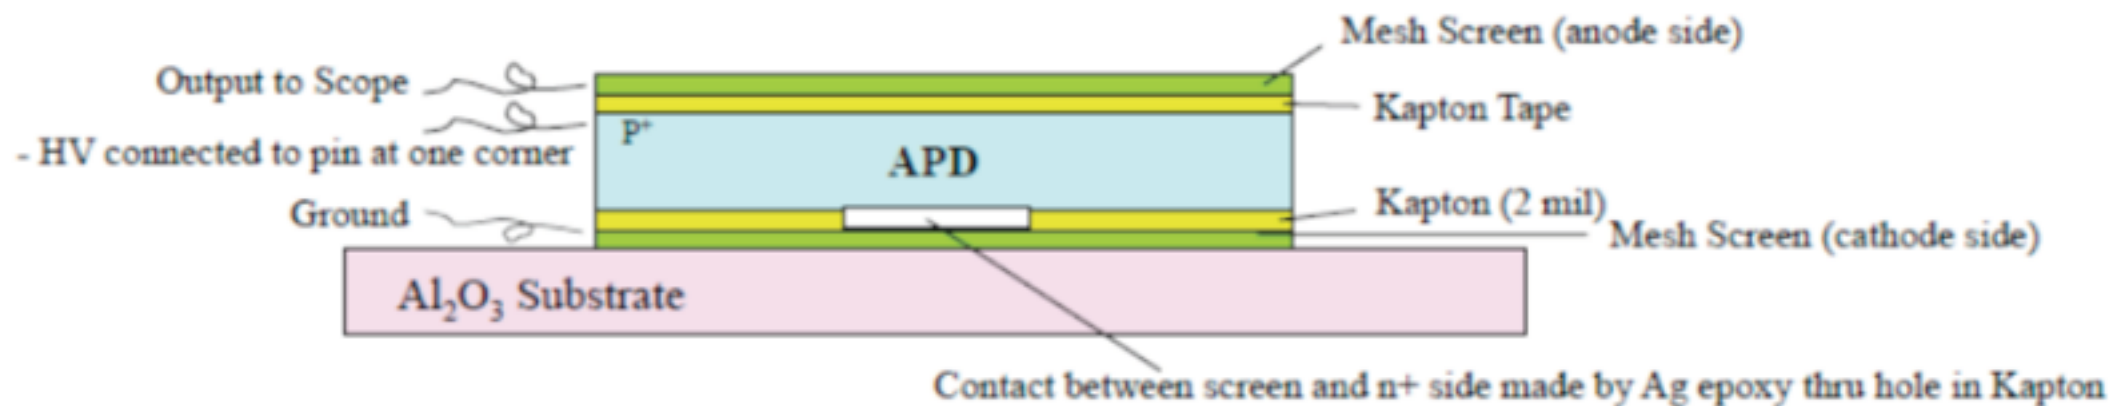 Mesh Screen (anode side)
Output to Scope
Kapton Tape
P⁺
- HV connected to pin at one corner
APD
Kapton (2 mil)
Ground
Mesh Screen (cathode side)
Al₂O₃ Substrate
Contact between screen and n+ side made by Ag epoxy thru hole in Kapton